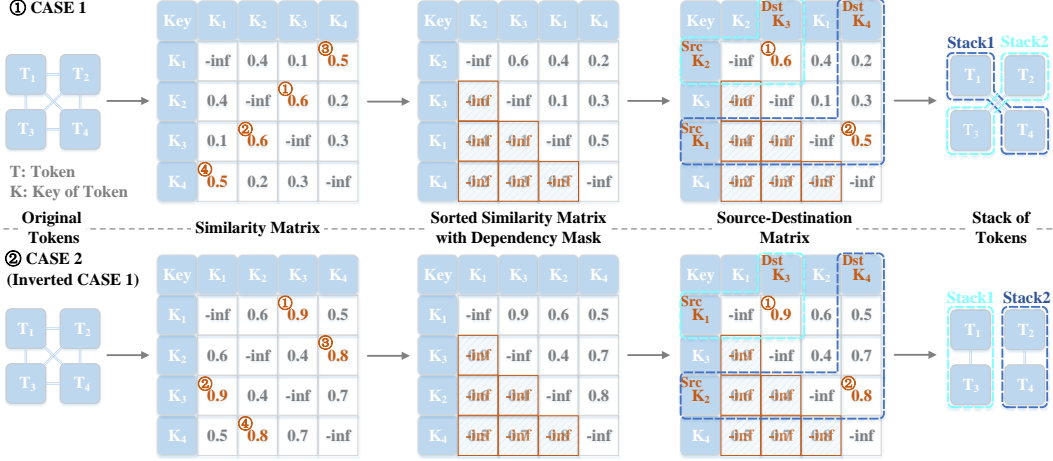 ① CASE 1
T₁ T₂
T₃ T₄
T: Token
K: Key of Token
Original
Tokens
Key K₁ K₂ K₃ K₄
K₁ -inf 0.4 0.1 ③ 0.5
K₂ 0.4 -inf ① 0.6 0.2
K₃ 0.1 ② 0.6 -inf 0.3
K₄ ④ 0.5 0.2 0.3 -inf
Similarity Matrix
Key K₂ K₃ K₁ K₄
K₂ -inf 0.6 0.4 0.2
K₃ -inf -inf 0.1 0.3
K₁ -inf -inf -inf 0.5
K₄ -inf -inf -inf -inf
Sorted Similarity Matrix
with Dependency Mask
Key K₂ Dst K₃ K₁ Dst K₄
Src K₂ -inf ① 0.6 0.4 0.2
K₃ -inf -inf 0.1 0.3
Src K₁ -inf -inf -inf ② 0.5
K₄ -inf -inf -inf -inf
Source-Destination
Matrix
Stack1 Stack2
T₁ T₂
T₃ T₄
Stack of
Tokens
② CASE 2
(Inverted CASE 1)
T₁ T₂
T₃ T₄
Key K₁ K₂ K₃ K₄
K₁ -inf 0.6 ① 0.9 0.5
K₂ 0.6 -inf 0.4 ③ 0.8
K₃ ② 0.9 0.4 -inf 0.7
K₄ 0.5 ④ 0.8 0.7 -inf
Key K₁ K₃ K₂ K₄
K₁ -inf 0.9 0.6 0.5
K₃ -inf -inf 0.4 0.7
K₂ -inf -inf -inf 0.8
K₄ -inf -inf -inf -inf
Key K₁ Dst K₃ K₂ Dst K₄
Src K₁ -inf ① 0.9 0.6 0.5
K₃ -inf -inf 0.4 0.7
Src K₂ -inf -inf -inf ② 0.8
K₄ -inf -inf -inf -inf
Stack1 Stack2
T₁ T₂
T₃ T₄